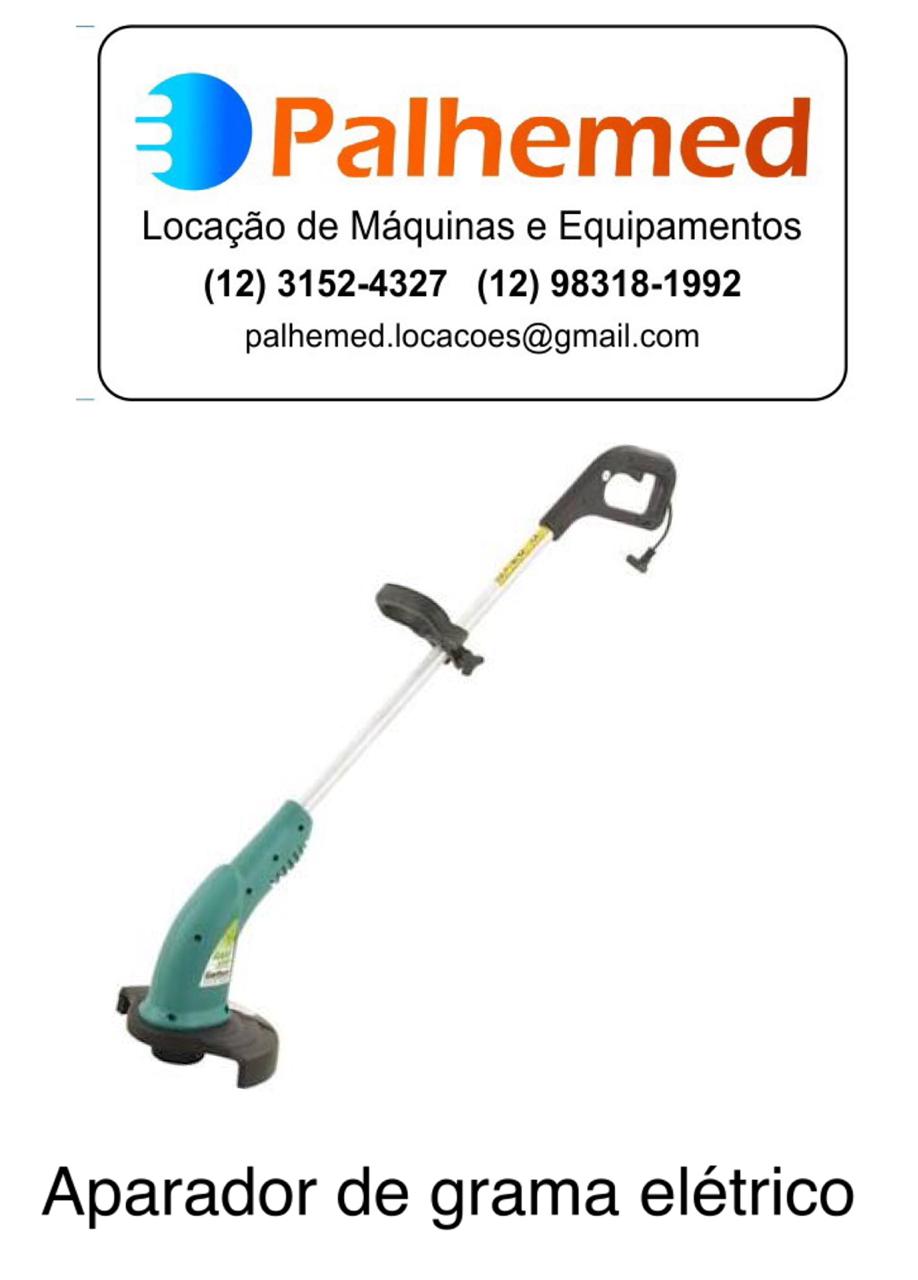 Palhemed
Locação de Máquinas e Equipamentos
(12) 3152-4327 (12) 98318-1992
palhemed.locacoes@gmail.com
Aparador de grama elétrico